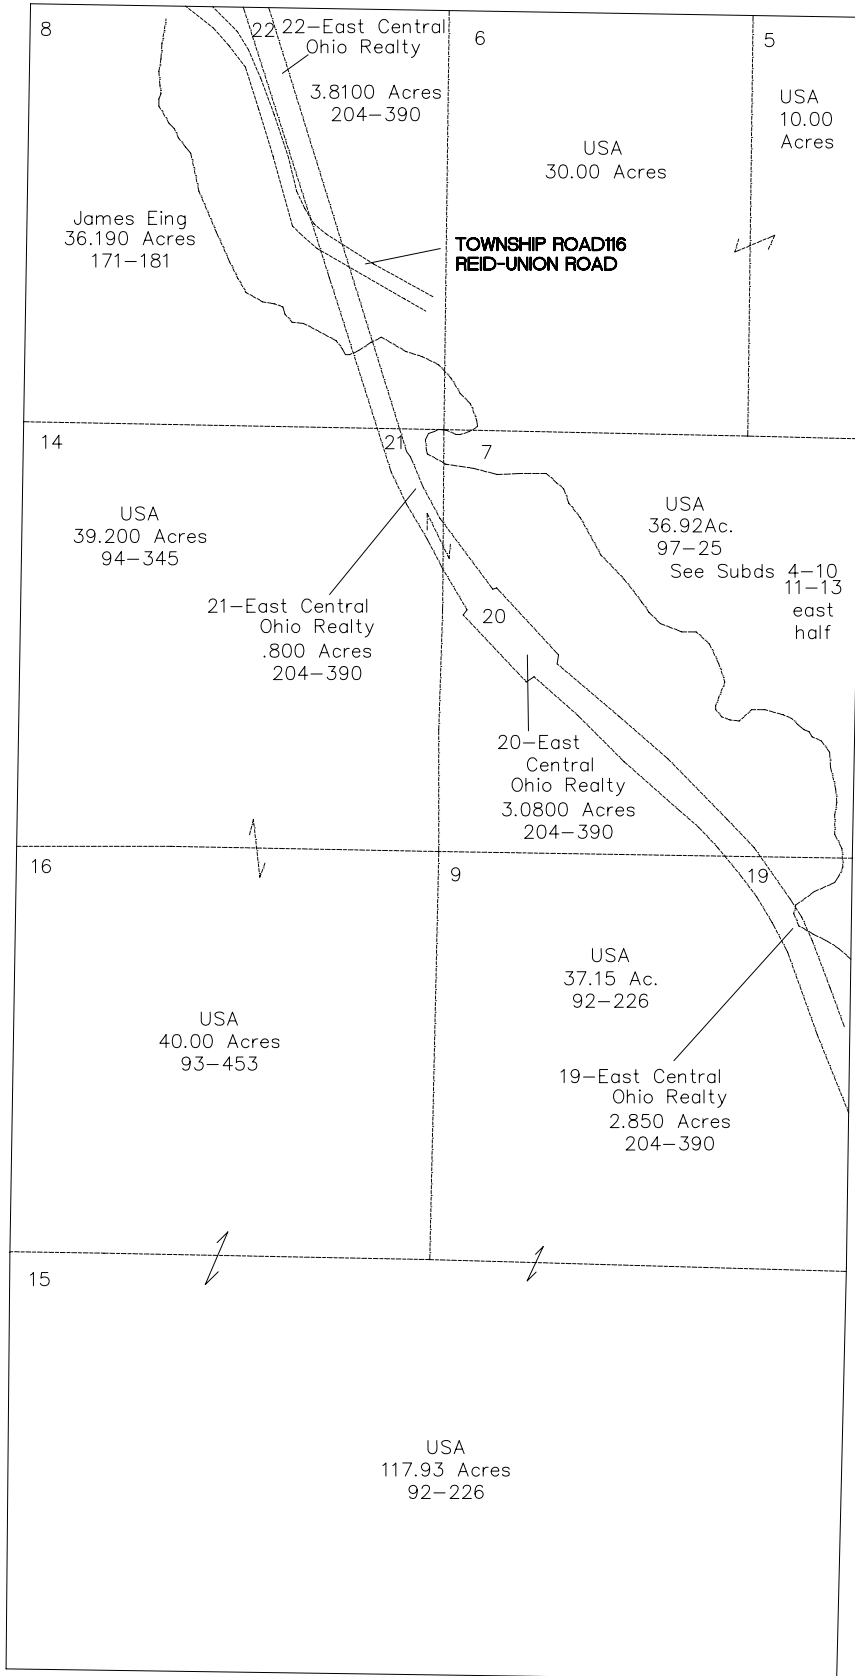 8
22
22-East Central
Ohio Realty
3.8100 Acres
204-390
6
5
USA
10.00
Acres
USA
30.00 Acres
James Eing
36.190 Acres
171-181
TOWNSHIP ROAD116
REID-UNION ROAD
14
21
7
USA
39.200 Acres
94-345
USA
36.92Ac.
97-25
See Subds 4-10
11-13
east
half
21-East Central
Ohio Realty
.800 Acres
204-390
20
20-East
Central
Ohio Realty
3.0800 Acres
204-390
16
9
19
USA
37.15 Ac.
92-226
USA
40.00 Acres
93-453
19-East Central
Ohio Realty
2.850 Acres
204-390
15
USA
117.93 Acres
92-226